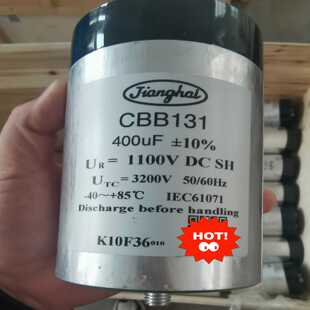 Jianghai
CBB131
400uF ±10%
UR= 1100V DC SH
UTC= 3200V 50/60Hz
-40~+85℃ IEC61071
Discharge before handling
HOT!
K10F36 010